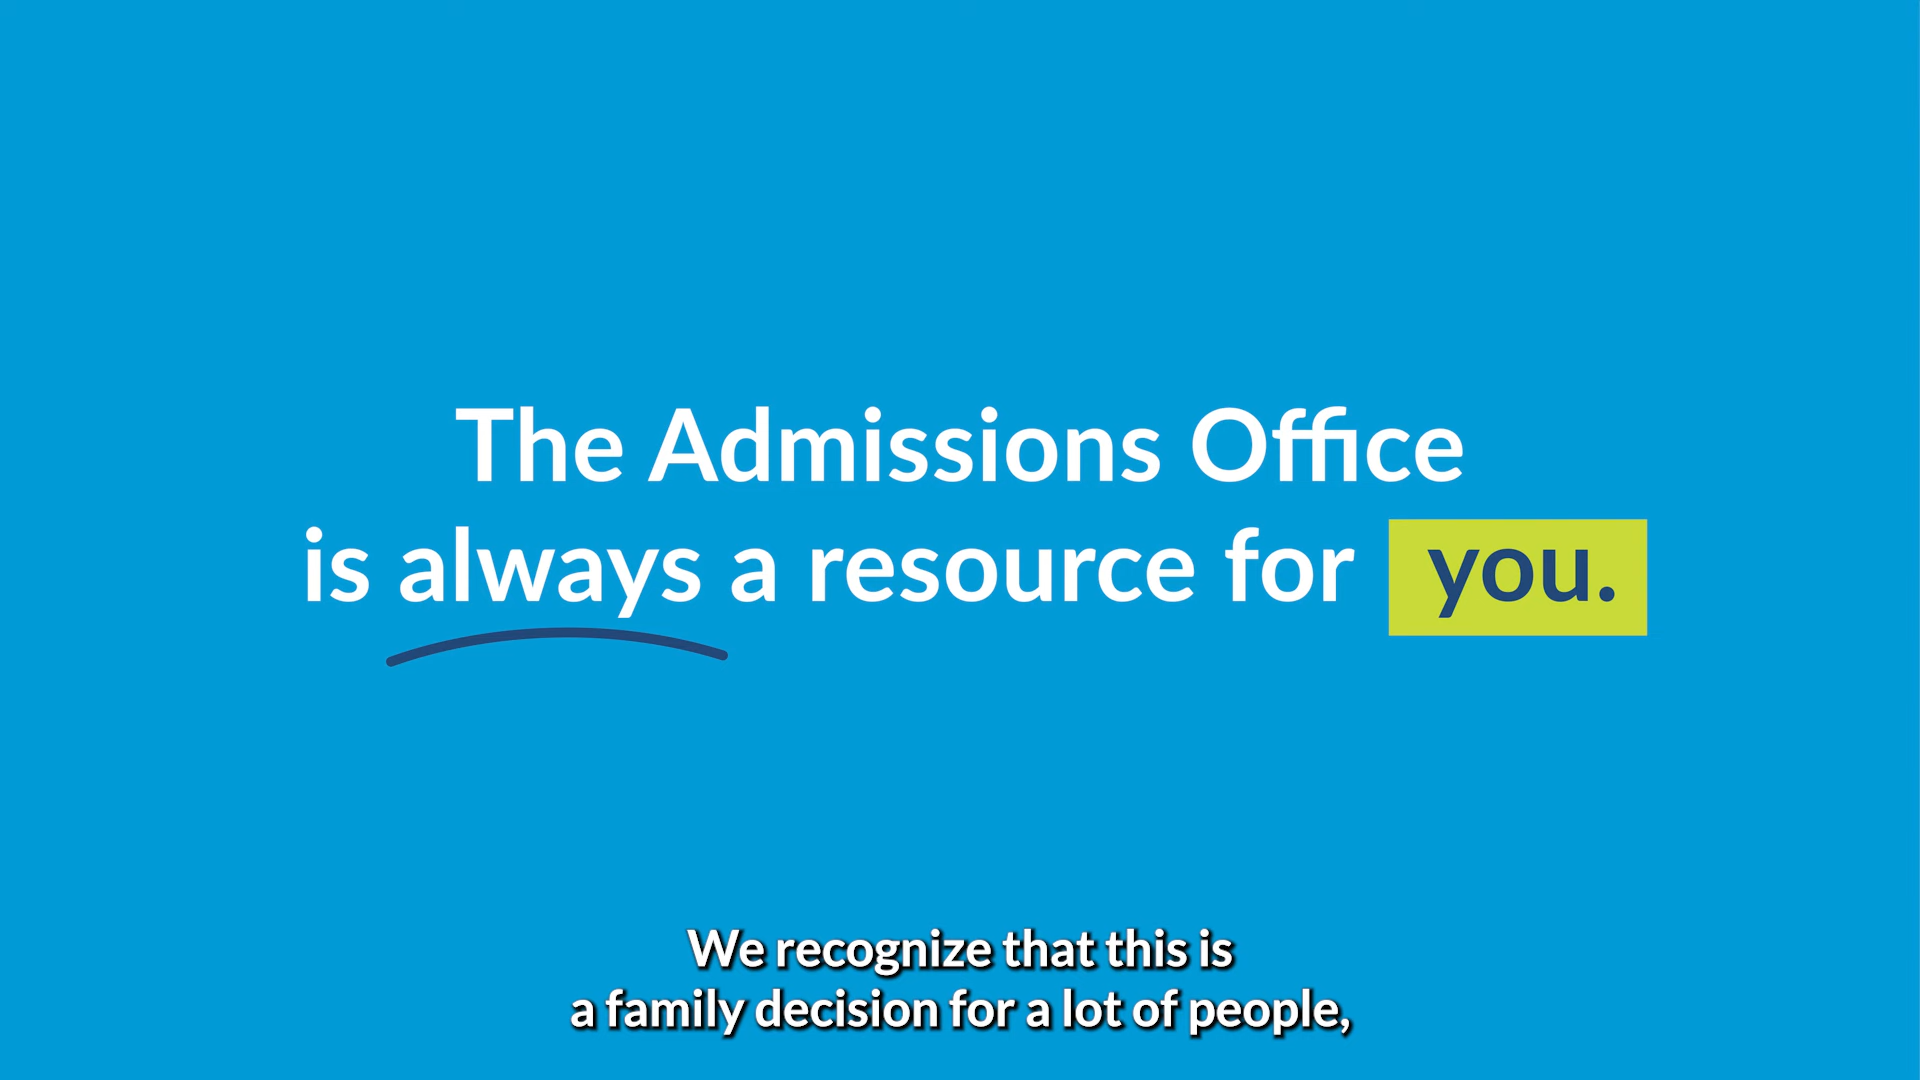 The Admissions Office
is always a resource for you.
We recognize that this is
a family decision for a lot of people,